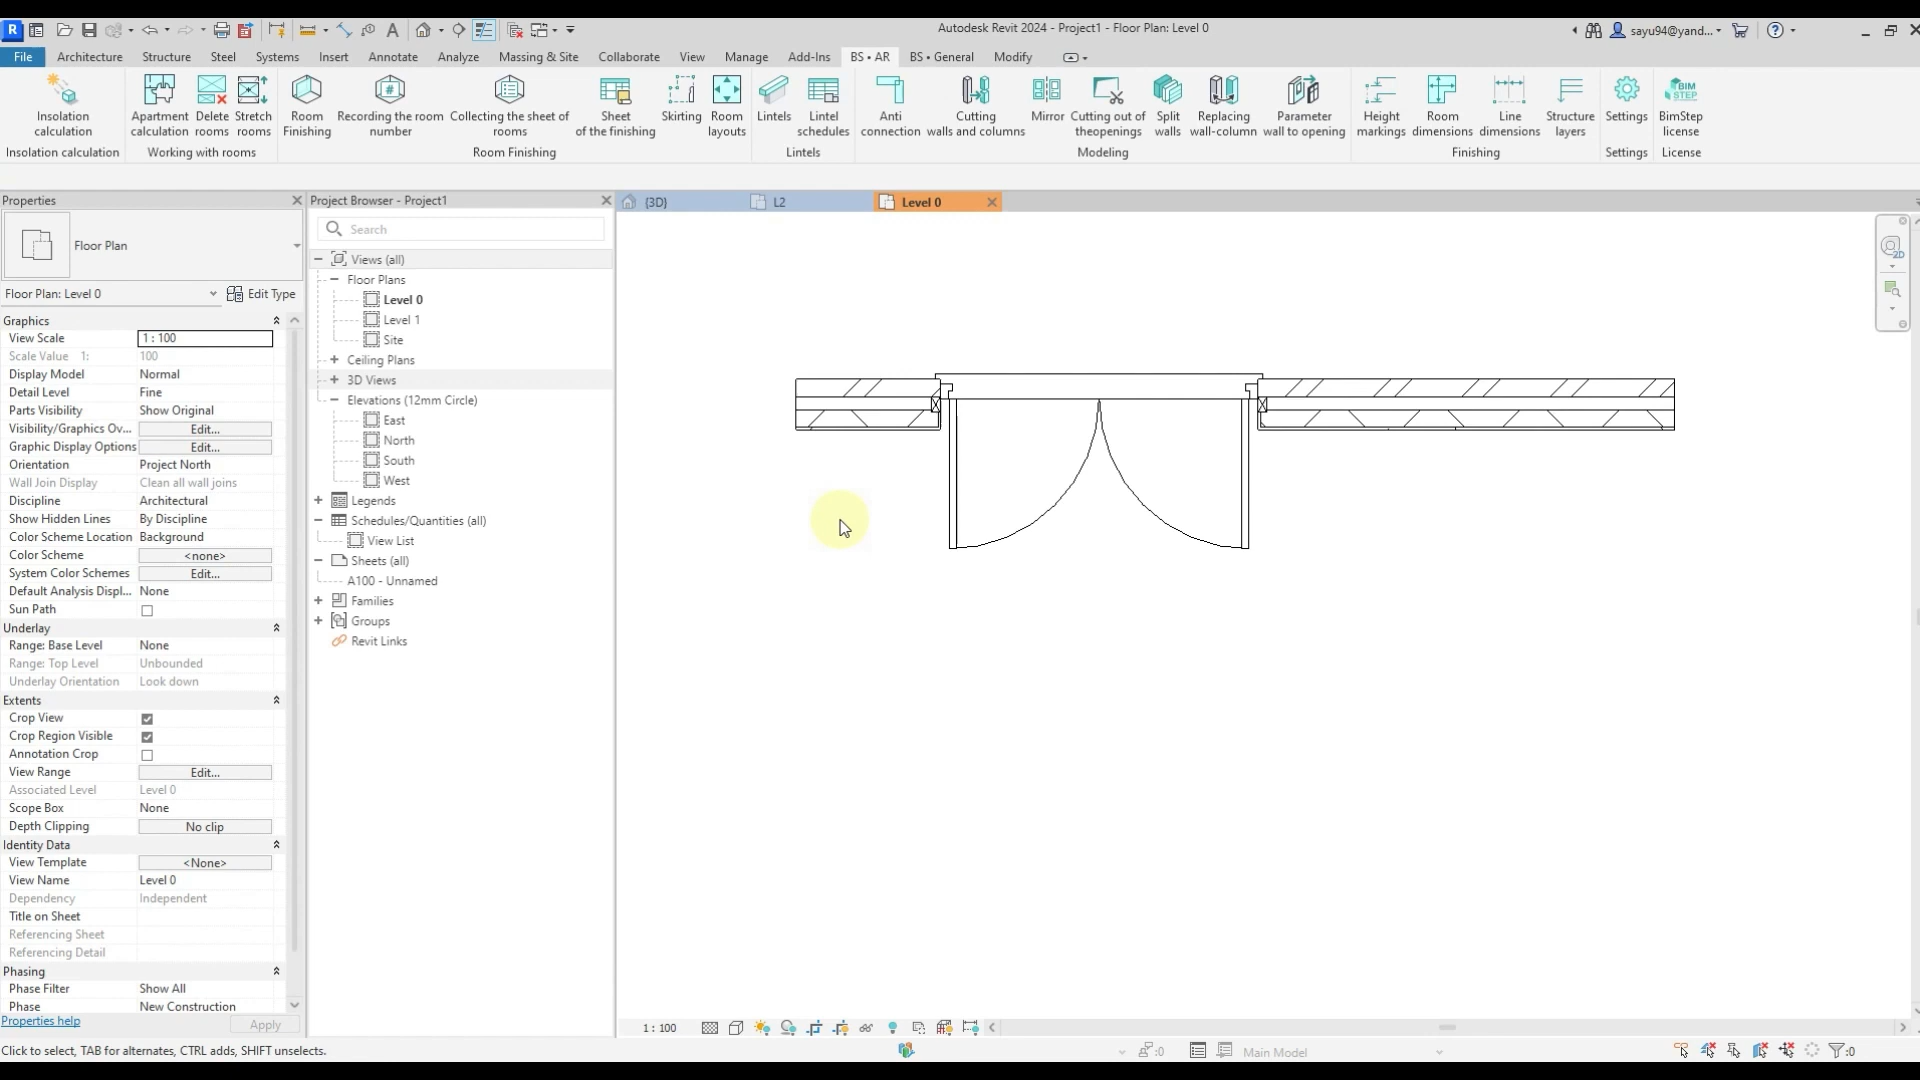 Autodesk Revit 2024 - Project1 - Floor Plan: Level 0
sayu94@yand...
File Architecture Structure Steel Systems Insert Annotate Analyze Massing & Site Collaborate View Manage Add-Ins BS • AR BS • General Modify
Insolation calculation
Apartment calculation
Delete rooms
Stretch rooms
Room Finishing
Recording the room number
Collecting the sheet of rooms
Sheet of the finishing
Skirting
Room layouts
Lintels
Lintel schedules
Anti connection
Cutting walls and columns
Mirror
Cutting out of theopenings
Split walls
Replacing wall-column
Parameter wall to opening
Height markings
Room dimensions
Line dimensions
Structure layers
Settings
BimStep license
Insolation calculation Working with rooms Room Finishing Lintels Modeling Finishing Settings License
Properties
Floor Plan
Floor Plan: Level 0 Edit Type
Graphics
View Scale 1 : 100
Scale Value 1: 100
Display Model Normal
Detail Level Fine
Parts Visibility Show Original
Visibility/Graphics Ov... Edit...
Graphic Display Options Edit...
Orientation Project North
Wall Join Display Clean all wall joins
Discipline Architectural
Show Hidden Lines By Discipline
Color Scheme Location Background
Color Scheme <none>
System Color Schemes Edit...
Default Analysis Displ... None
Sun Path
Underlay
Range: Base Level None
Range: Top Level Unbounded
Underlay Orientation Look down
Extents
Crop View
Crop Region Visible
Annotation Crop
View Range Edit...
Associated Level Level 0
Scope Box None
Depth Clipping No clip
Identity Data
View Template <None>
View Name Level 0
Dependency Independent
Title on Sheet
Referencing Sheet
Referencing Detail
Phasing
Phase Filter Show All
Phase New Construction
Properties help Apply
Project Browser - Project1
Search
Views (all)
Floor Plans
Level 0
Level 1
Site
Ceiling Plans
3D Views
Elevations (12mm Circle)
East
North
South
West
Legends
Schedules/Quantities (all)
View List
Sheets (all)
A100 - Unnamed
Families
Groups
Revit Links
{3D} L2 Level 0
2D
1 : 100
Click to select, TAB for alternates, CTRL adds, SHIFT unselects.
:0
Main Model
:0